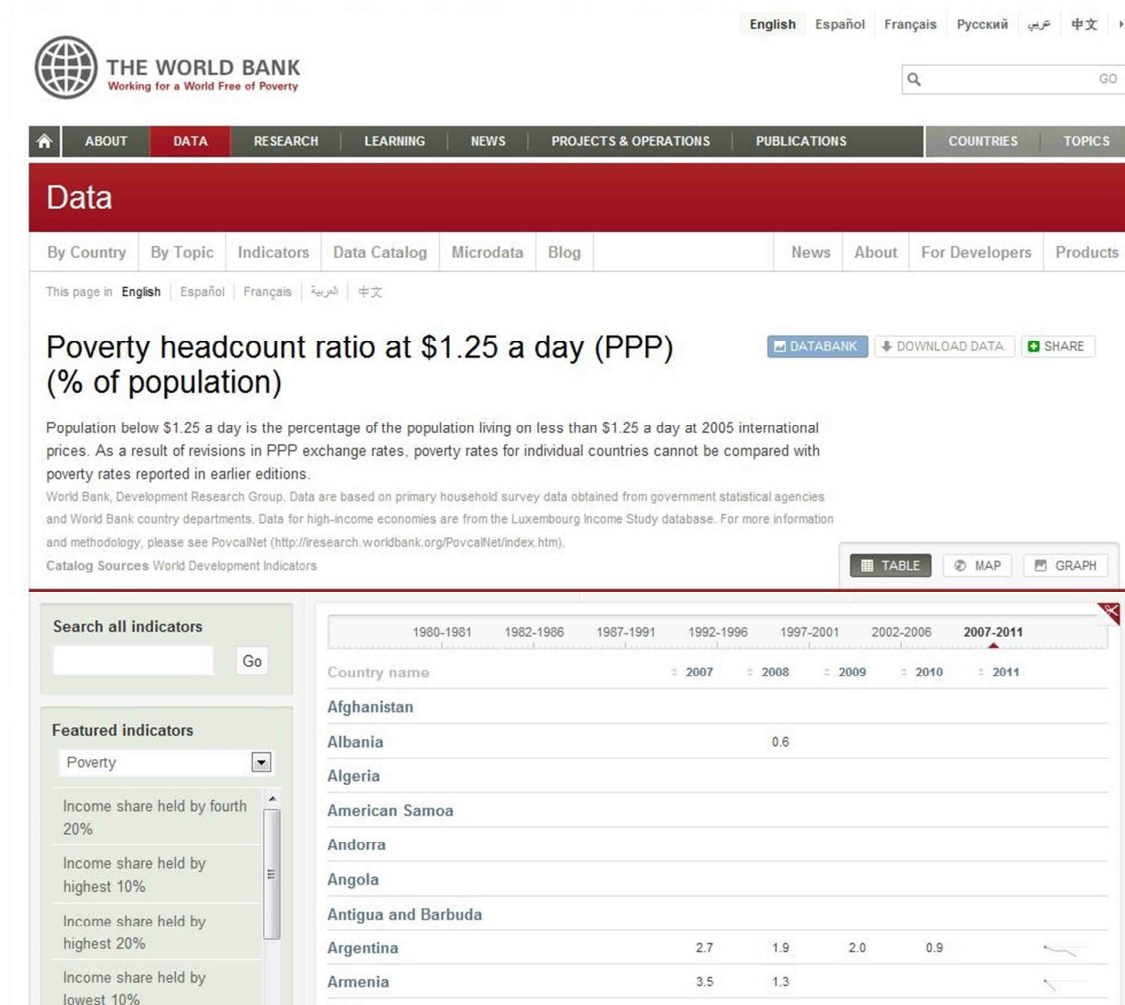 English Español Français Русский عربي 中文
THE WORLD BANK
Working for a World Free of Poverty
GO
ABOUT DATA RESEARCH LEARNING NEWS PROJECTS & OPERATIONS PUBLICATIONS COUNTRIES TOPICS
Data
By Country By Topic Indicators Data Catalog Microdata Blog News About For Developers Products
This page in English Español Français العربية 中文
Poverty headcount ratio at $1.25 a day (PPP)
(% of population)
DATABANK DOWNLOAD DATA SHARE
Population below $1.25 a day is the percentage of the population living on less than $1.25 a day at 2005 international
prices. As a result of revisions in PPP exchange rates, poverty rates for individual countries cannot be compared with
poverty rates reported in earlier editions.
World Bank, Development Research Group. Data are based on primary household survey data obtained from government statistical agencies
and World Bank country departments. Data for high-income economies are from the Luxembourg Income Study database. For more information
and methodology, please see PovcalNet (http://iresearch.worldbank.org/PovcalNet/index.htm).
Catalog Sources World Development Indicators
TABLE MAP GRAPH
Search all indicators
Go
Featured indicators
Poverty
Income share held by fourth
20%
Income share held by
highest 10%
Income share held by
highest 20%
Income share held by
lowest 10%
1980-1981 1982-1986 1987-1991 1992-1996 1997-2001 2002-2006 2007-2011
Country name 2007 2008 2009 2010 2011
Afghanistan
Albania 0.6
Algeria
American Samoa
Andorra
Angola
Antigua and Barbuda
Argentina 2.7 1.9 2.0 0.9
Armenia 3.5 1.3